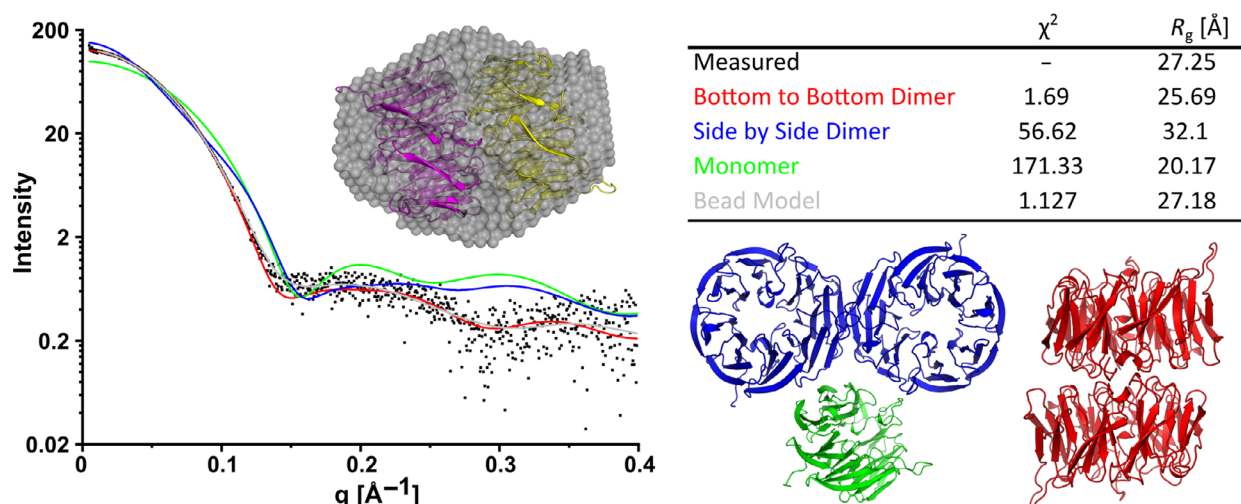 200
20
2
0.2
0.02
Intensity
0
0.1
0.2
0.3
0.4
q [Å⁻¹]
χ² Rg [Å]
Measured – 27.25
Bottom to Bottom Dimer 1.69 25.69
Side by Side Dimer 56.62 32.1
Monomer 171.33 20.17
Bead Model 1.127 27.18